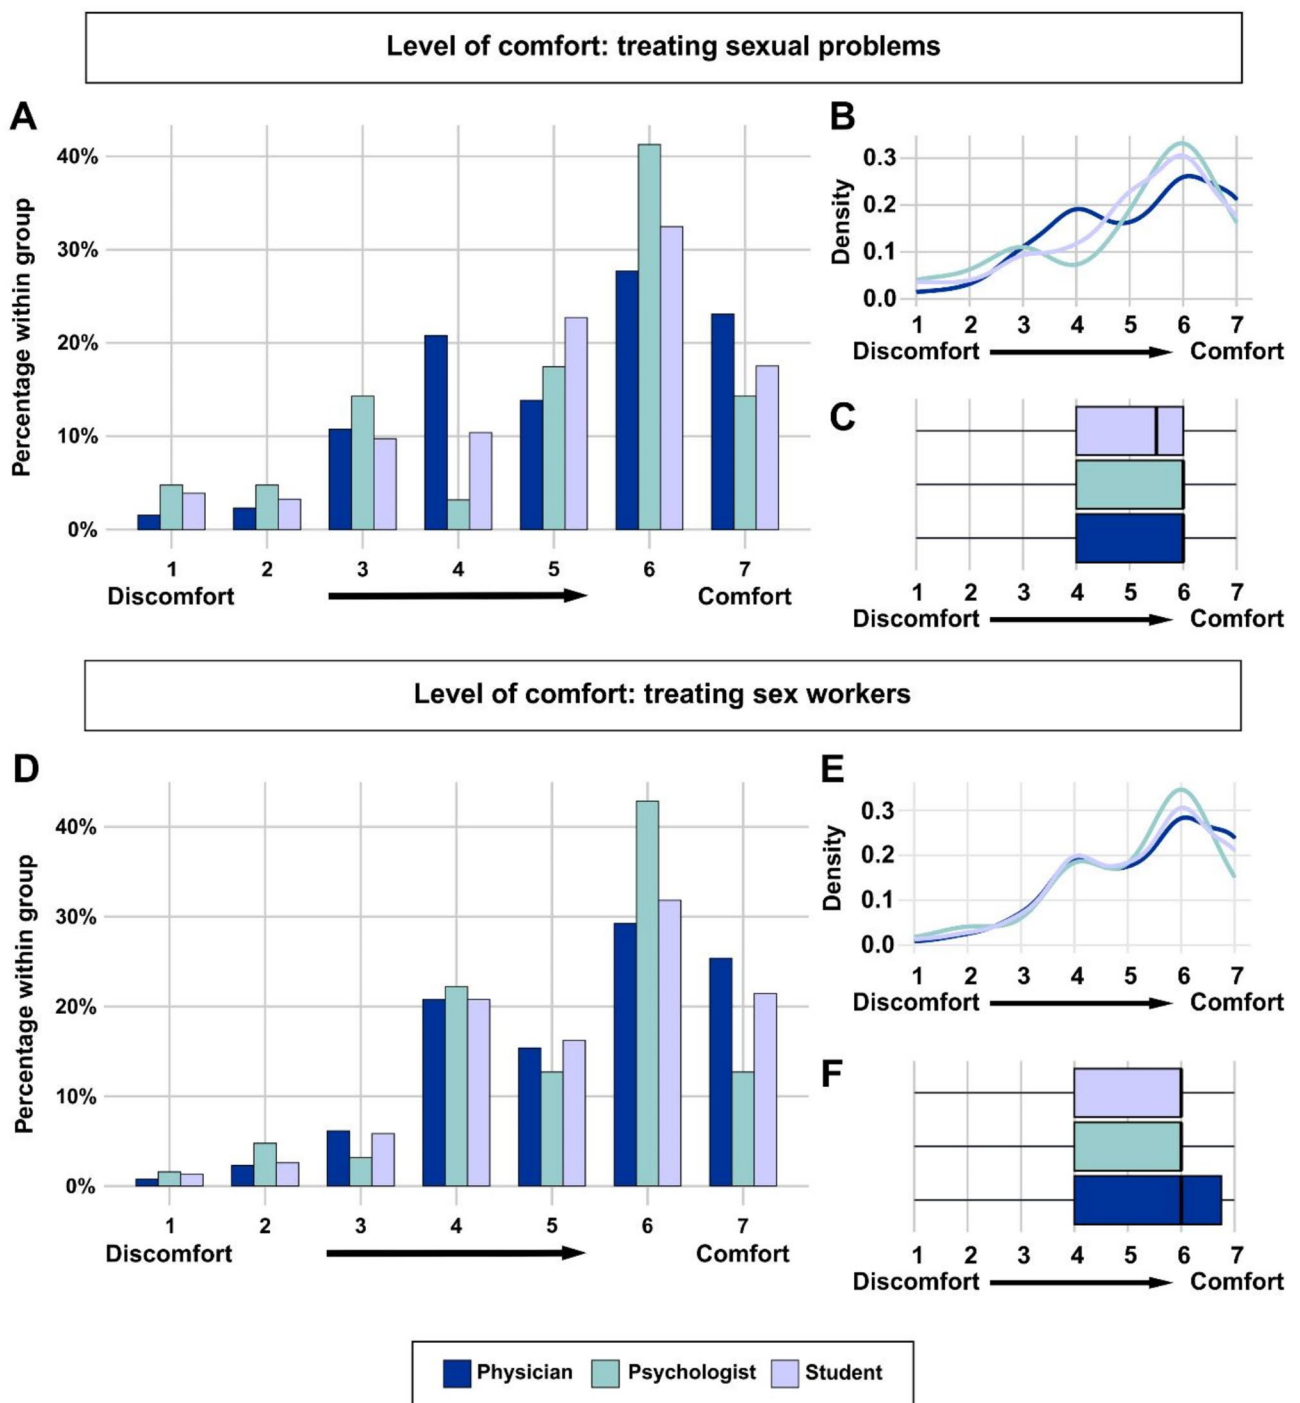 Level of comfort: treating sexual problems
A
Percentage within group
40%
30%
20%
10%
0%
1 2 3 4 5 6 7
Discomfort Comfort
B
Density
0.3
0.2
0.1
0.0
1 2 3 4 5 6 7
Discomfort Comfort
C
1 2 3 4 5 6 7
Discomfort Comfort
Level of comfort: treating sex workers
D
Percentage within group
40%
30%
20%
10%
0%
1 2 3 4 5 6 7
Discomfort Comfort
E
Density
0.3
0.2
0.1
0.0
1 2 3 4 5 6 7
Discomfort Comfort
F
1 2 3 4 5 6 7
Discomfort Comfort
Physician Psychologist Student